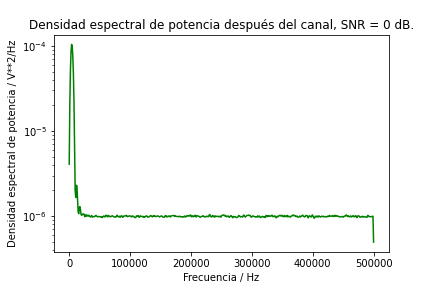 Densidad espectral de potencia después del canal, SNR = 0 dB.
Densidad espectral de potencia / V**2/Hz
10⁻⁴
10⁻⁵
10⁻⁶
0 100000 200000 300000 400000 500000
Frecuencia / Hz